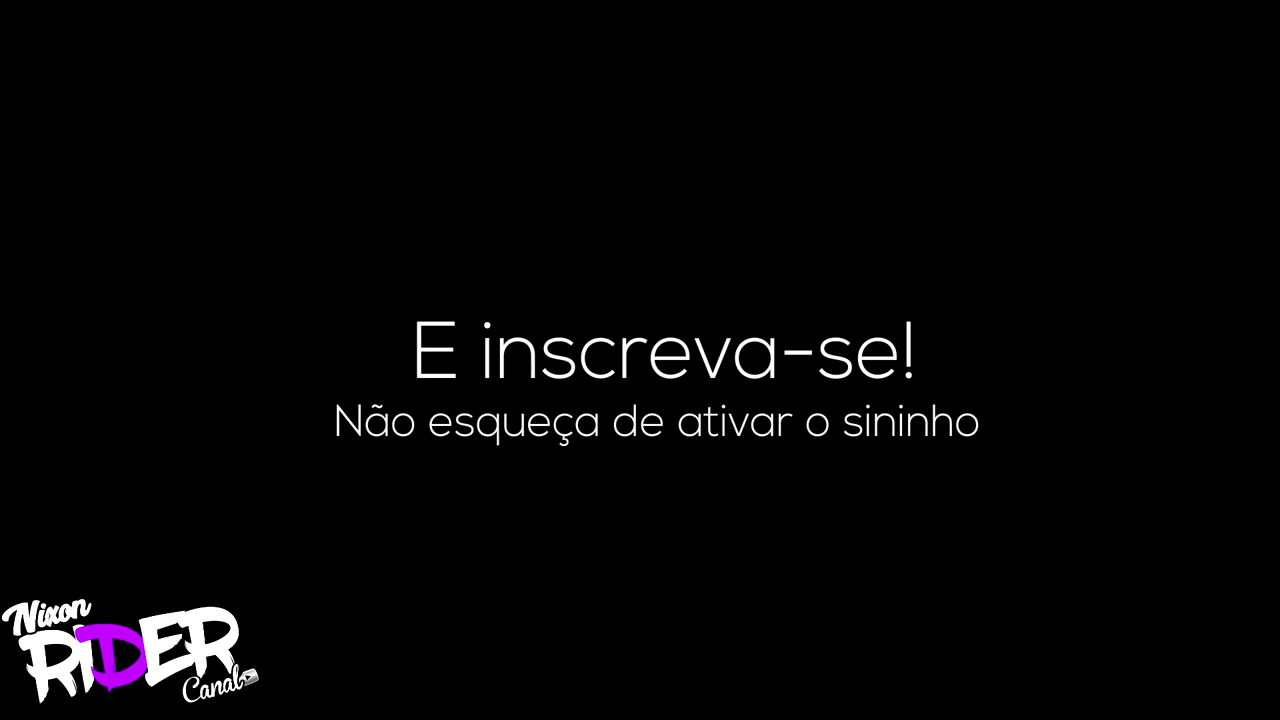 E inscreva-se!
Não esqueça de ativar o sininho
Nixon
RIDER
Canal